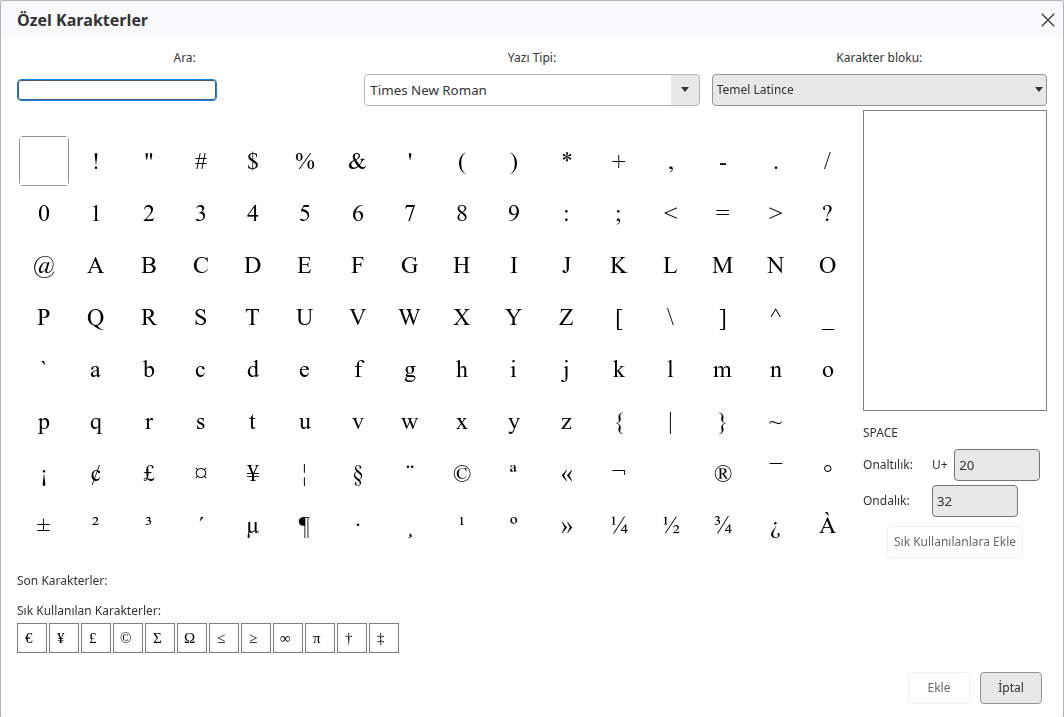 Özel Karakterler
Ara: Yazı Tipi: Karakter bloku:
Times New Roman Temel Latince
! " # $ % & ' ( ) * + , - . /
0 1 2 3 4 5 6 7 8 9 : ; < = > ?
@ A B C D E F G H I J K L M N O
P Q R S T U V W X Y Z [ \ ] ^ _
` a b c d e f g h i j k l m n o
p q r s t u v w x y z { | } ~
¡ ¢ £ ¤ ¥ ¦ § ¨ © ª « ¬ ® ¯ °
± ² ³ ´ µ ¶ · ¸ ¹ º » ¼ ½ ¾ ¿ À
SPACE
Onaltılık: U+ 20
Ondalık: 32
Sık Kullanılanlara Ekle
Son Karakterler:
Sık Kullanılan Karakterler:
€ ¥ £ © Σ Ω ≤ ≥ ∞ π † ‡
Ekle İptal